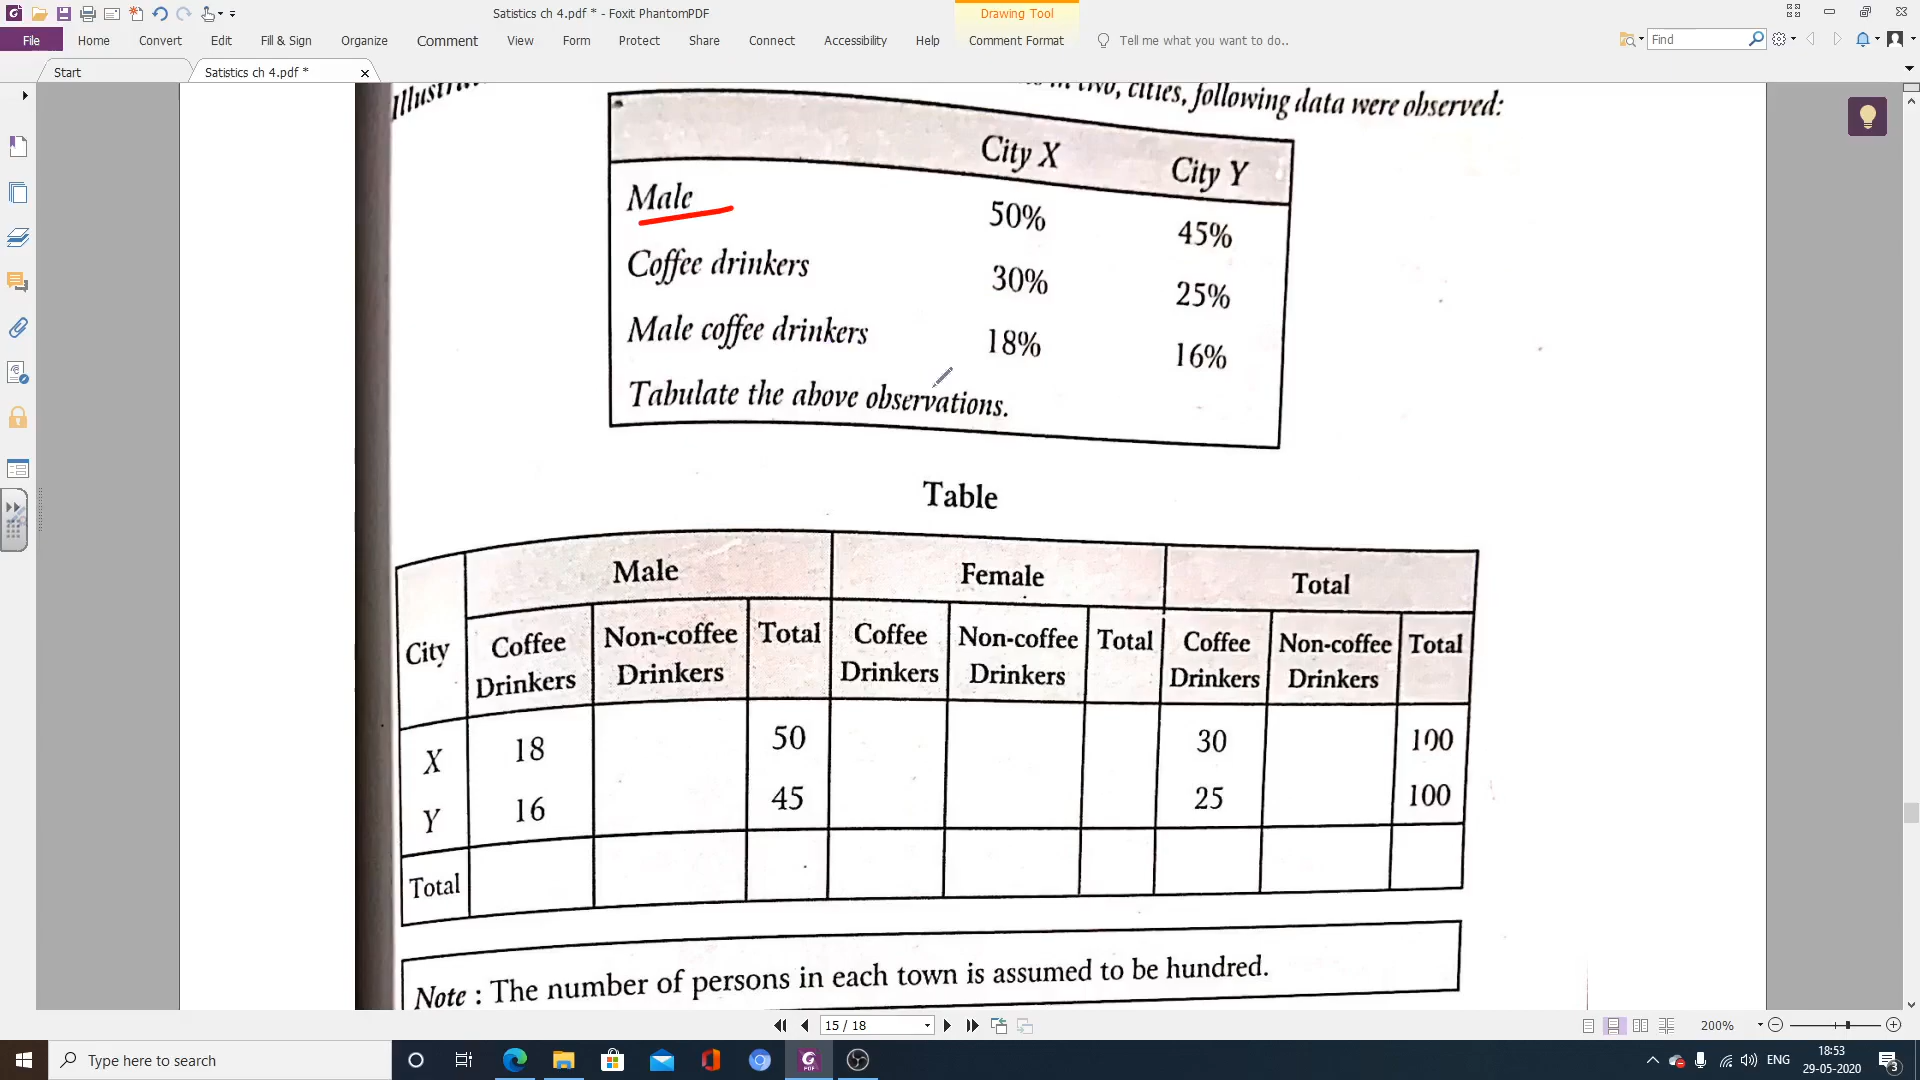 Satistics ch 4.pdf * - Foxit PhantomPDF
Drawing Tool
File Home Convert Edit Fill & Sign Organize Comment View Form Protect Share Connect Accessibility Help Comment Format Tell me what you want to do.. Find
Start Satistics ch 4.pdf *
in two, cities, following data were observed:
City X City Y
Male 50% 45%
Coffee drinkers 30% 25%
Male coffee drinkers 18% 16%
Tabulate the above observations.
Table
City Male Female Total
Coffee Drinkers Non-coffee Drinkers Total Coffee Drinkers Non-coffee Drinkers Total Coffee Drinkers Non-coffee Drinkers Total
X 18 50 30 100
Y 16 45 25 100
Total
Note : The number of persons in each town is assumed to be hundred.
15 / 18 200%
Type here to search ENG 18:53
29-05-2020 3